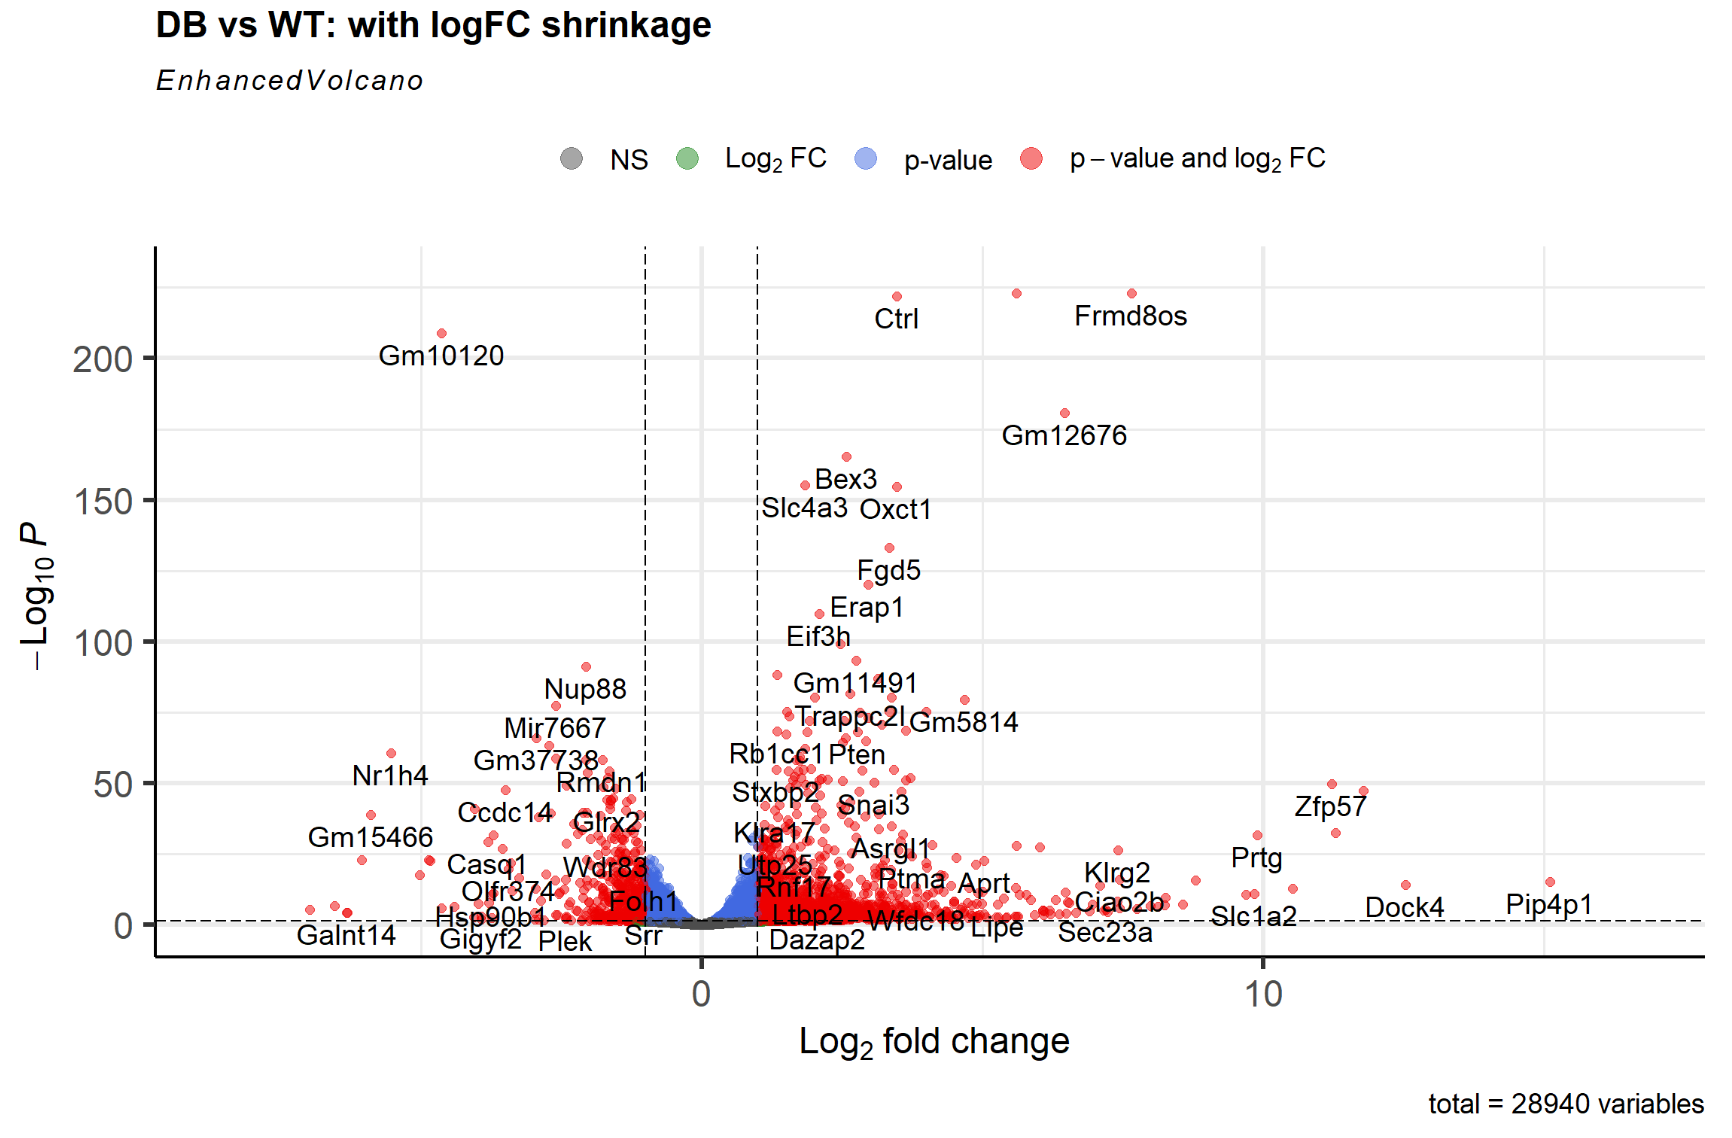 DB vs WT: with logFC shrinkage
EnhancedVolcano
NS
Log2 FC
p-value
p − value and log2 FC
Ctrl
Frmd8os
Gm10120
200
Gm12676
Bex3
150
Slc4a3
Oxct1
Fgd5
Erap1
−Log10 P
Eif3h
100
Nup88
Gm11491
Mir7667
Trappc2l
Gm5814
Gm37738
Rb1cc1
Pten
Nr1h4
Rmdn1
50
Stxbp2
Snai3
Zfp57
Ccdc14
Glrx2
Gm15466
Klra17
Asrgl1
Prtg
Casq1
Wdr83
Utp25
Klrg2
Olfr374
Rnf17
Ptma
Aprt
Folh1
Ciao2b
Pip4p1
Dock4
Hsp90b1
Ltbp2
Wfdc18
Slc1a2
0
Galnt14
Gigyf2
Plek
Srr
Dazap2
Lipe
Sec23a
0
10
Log2 fold change
total = 28940 variables